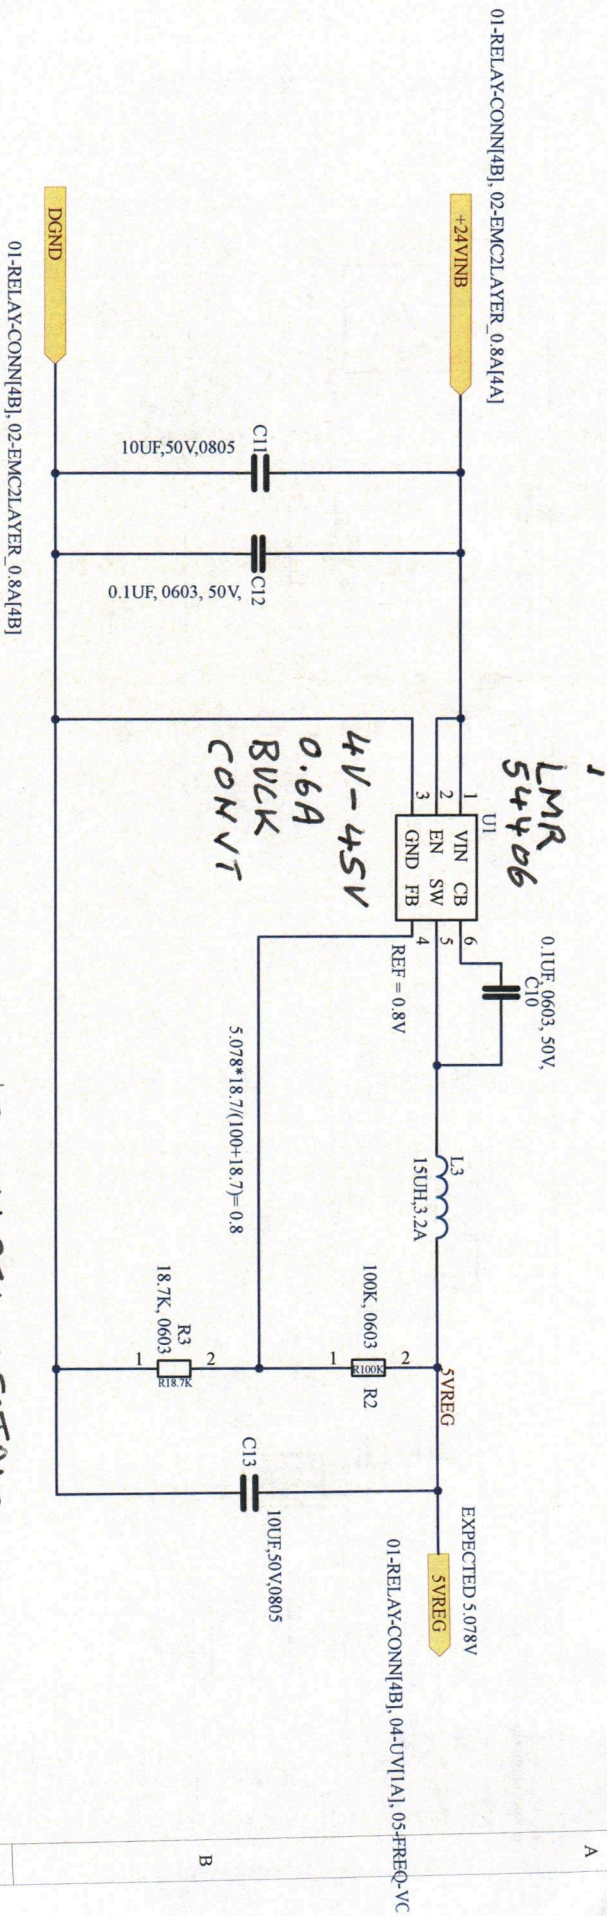 01-RELAY-CONN[4B], 02-EMC2LAYER_0.8A[4A]
+24VINB
DGND
01-RELAY-CONN[4B], 02-EMC2LAYER_0.8A[4B]
C11
10UF,50V,0805
C12
0.1UF, 0603, 50V,
LMR
54406
U1
1
2
3
VIN CB
EN SW
GND FB
6
5
4
4V-45V
0.6A
BUCK
CONVT
0.1UF, 0603, 50V,
C10
REF = 0.8V
5.078*18.7/(100+18.7)= 0.8
L3
15UH,3.2A
100K, 0603
1
2
R100K
R2
R3
18.7K, 0603
1
2
R18.7K
5VREG
C13
10UF,50V,0805
EXPECTED 5.078V
5VREG
01-RELAY-CONN[4B], 04-UV[1A], 05-FREQ-VC
A
B